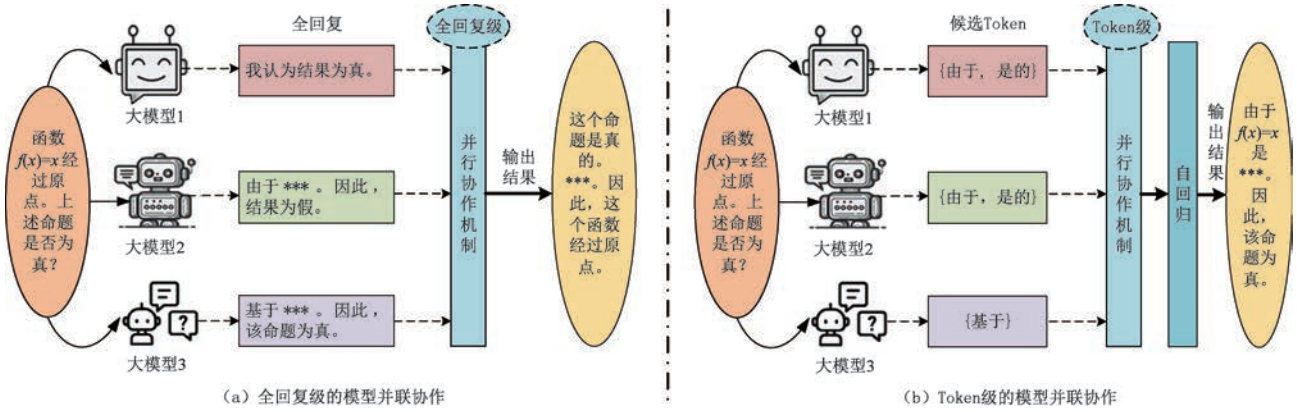 全回复
全回复级
函数
f(x)=x 经
过原
点。上
述命题
是否为
真？
大模型1
我认为结果为真。
大模型2
由于 *** 。因此，
结果为假。
大模型3
基于 *** 。因此，
该命题为真。
并行协作机制
输出
结果
这个命
题是真
的。
***。因
此，这
个函数
经过原
点。
（a）全回复级的模型并联协作
候选Token
Token级
函数
f(x)=x 经
过原
点。上
述命题
是否为
真？
大模型1
{由于，是的}
大模型2
{由于，是的}
大模型3
{基于}
并行协作机制
自回归
输出结果
由于
f(x)=x
是
***。
因
此，
该命
题为
真。
（b）Token级的模型并联协作